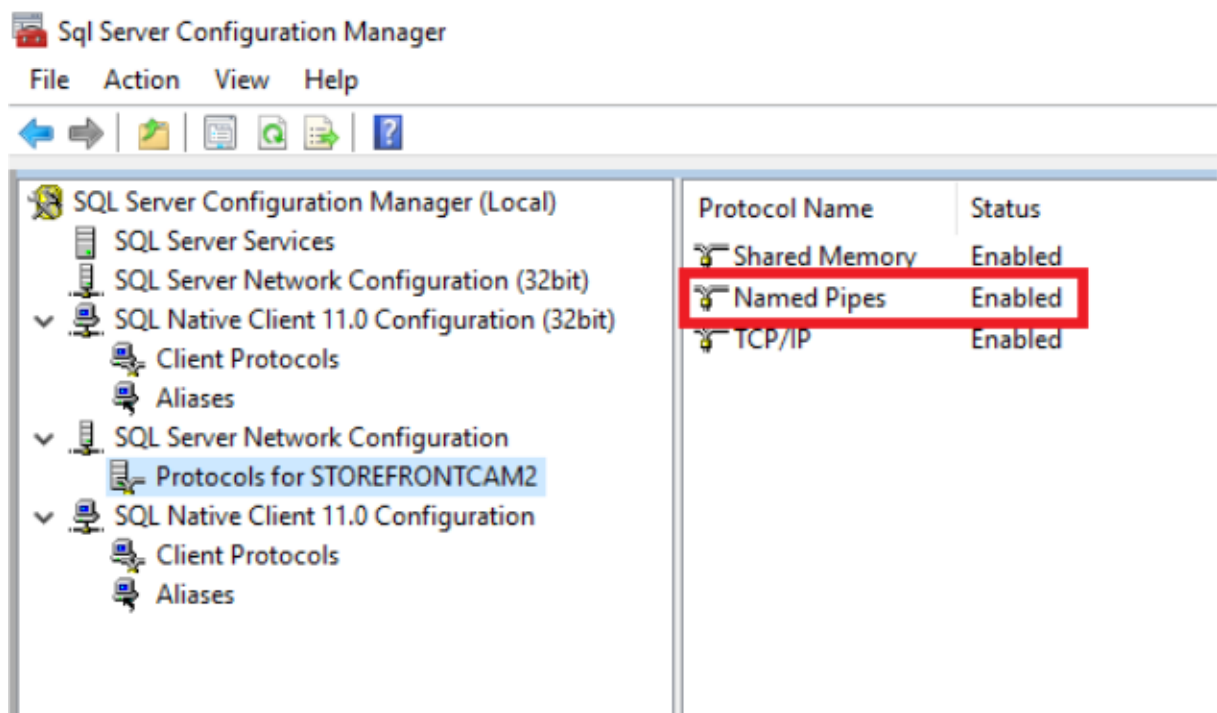 Sql Server Configuration Manager
File Action View Help
SQL Server Configuration Manager (Local)
SQL Server Services
SQL Server Network Configuration (32bit)
SQL Native Client 11.0 Configuration (32bit)
Client Protocols
Aliases
SQL Server Network Configuration
Protocols for STOREFRONTCAM2
SQL Native Client 11.0 Configuration
Client Protocols
Aliases
Protocol Name Status
Shared Memory Enabled
Named Pipes Enabled
TCP/IP Enabled